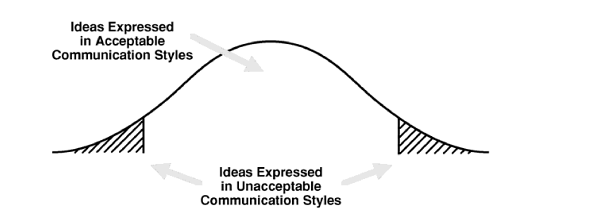 Ideas Expressed
in Acceptable
Communication Styles
Ideas Expressed
in Unacceptable
Communication Styles